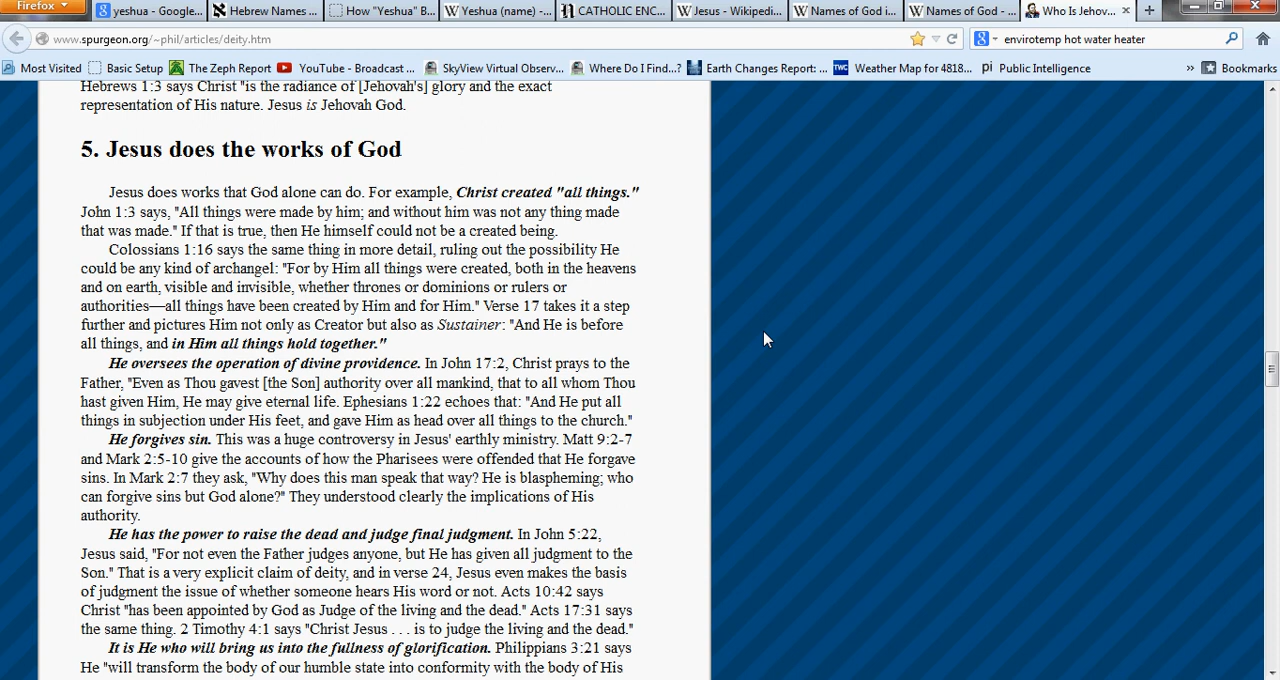 Firefox
yeshua - Google...
Hebrew Names ...
How "Yeshua" B...
Yeshua (name) -...
CATHOLIC ENC...
Jesus - Wikipedi...
Names of God i...
Names of God - ...
Who Is Jehov...
www.spurgeon.org/~phil/articles/deity.htm
envirotemp hot water heater
Most Visited
Basic Setup
The Zeph Report
YouTube - Broadcast ...
SkyView Virtual Observ...
Where Do I Find...?
Earth Changes Report: ...
Weather Map for 4818...
Public Intelligence
»
Bookmarks
Hebrews 1:3 says Christ "is the radiance of [Jehovah's] glory and the exact
representation of His nature. Jesus is Jehovah God.
5. Jesus does the works of God
Jesus does works that God alone can do. For example, Christ created "all things."
John 1:3 says, "All things were made by him; and without him was not any thing made
that was made." If that is true, then He himself could not be a created being.
Colossians 1:16 says the same thing in more detail, ruling out the possibility He
could be any kind of archangel: "For by Him all things were created, both in the heavens
and on earth, visible and invisible, whether thrones or dominions or rulers or
authorities—all things have been created by Him and for Him." Verse 17 takes it a step
further and pictures Him not only as Creator but also as Sustainer: "And He is before
all things, and in Him all things hold together."
He oversees the operation of divine providence. In John 17:2, Christ prays to the
Father, "Even as Thou gavest [the Son] authority over all mankind, that to all whom Thou
hast given Him, He may give eternal life. Ephesians 1:22 echoes that: "And He put all
things in subjection under His feet, and gave Him as head over all things to the church."
He forgives sin. This was a huge controversy in Jesus' earthly ministry. Matt 9:2-7
and Mark 2:5-10 give the accounts of how the Pharisees were offended that He forgave
sins. In Mark 2:7 they ask, "Why does this man speak that way? He is blaspheming; who
can forgive sins but God alone?" They understood clearly the implications of His
authority.
He has the power to raise the dead and judge final judgment. In John 5:22,
Jesus said, "For not even the Father judges anyone, but He has given all judgment to the
Son." That is a very explicit claim of deity, and in verse 24, Jesus even makes the basis
of judgment the issue of whether someone hears His word or not. Acts 10:42 says
Christ "has been appointed by God as Judge of the living and the dead." Acts 17:31 says
the same thing. 2 Timothy 4:1 says "Christ Jesus . . . is to judge the living and the dead."
It is He who will bring us into the fullness of glorification. Philippians 3:21 says
He "will transform the body of our humble state into conformity with the body of His